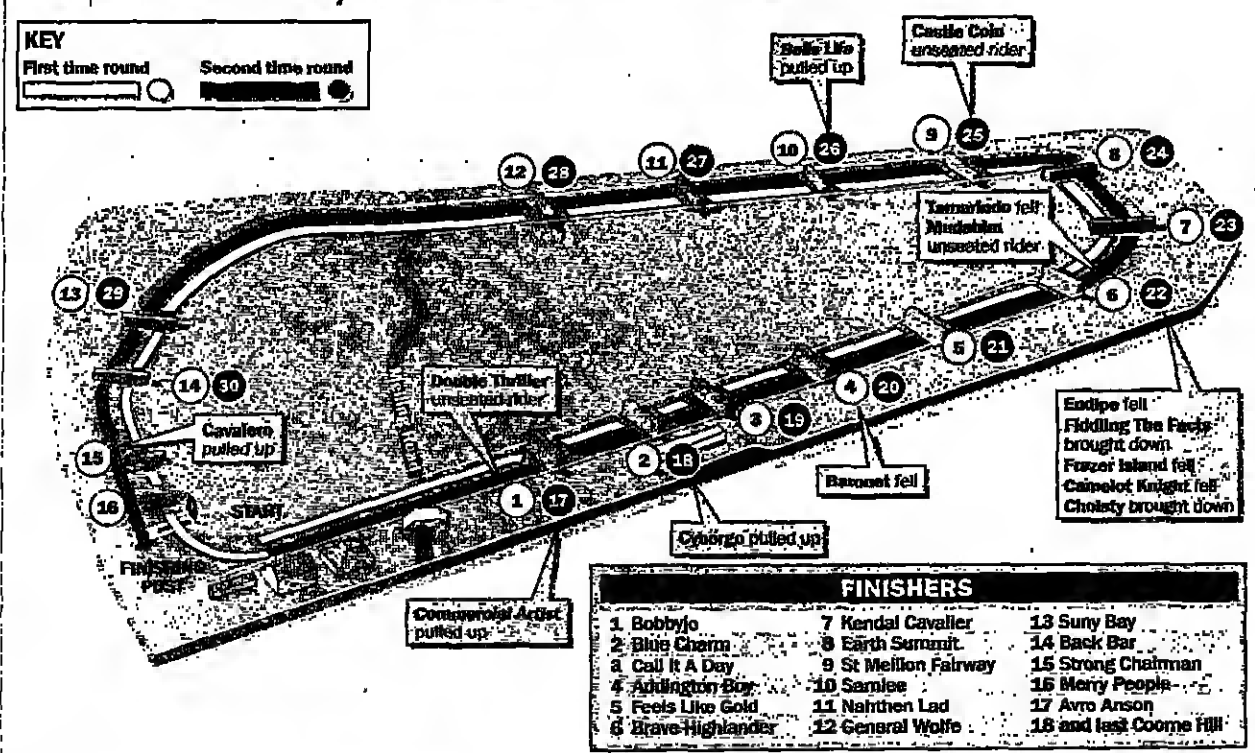 KEY
First time round
Second time round
Belle Life
pulled up
Castle Coin
unseated rider
12 28
11 27
10 26
9 25
8 24
Tamarindo fell
Mudahim
unseated rider
7 23
6 22
13 29
5 21
14 30
Double Thriller
unseated rider
4 20
3 19
Cavalero
pulled up
15
2 18
16
START
1 17
Baronet fell
Eudipe fell
Fiddling The Facts
brought down
Frazer Island fell
Camelot Knight fell
Choisty brought down
Cyborgo pulled up
FINISHING
POST
Commercial Artist
pulled up
FINISHERS
1 Bobbyjo
2 Blue Charm
3 Call It A Day
4 Addington Boy
5 Feels Like Gold
6 Brave Highlander
7 Kendal Cavalier
8 Earth Summit
9 St Mellion Fairway
10 Samlee
11 Nahthen Lad
12 General Wolfe
13 Suny Bay
14 Back Bar
15 Strong Chairman
16 Merry People
17 Avro Anson
18 and last Coome Hill